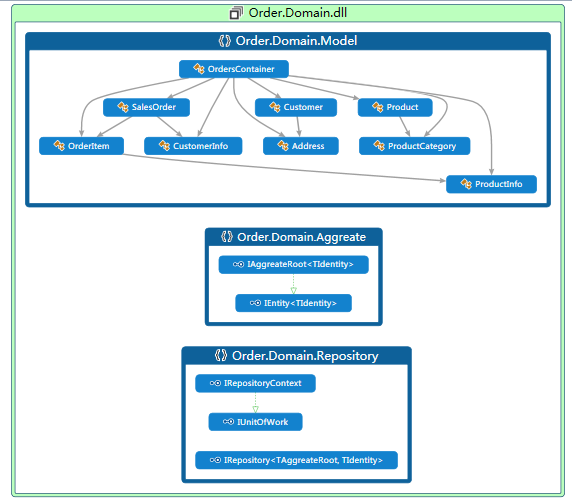 Order.Domain.dll
Order.Domain.Model
OrdersContainer
SalesOrder
Customer
Product
OrderItem
CustomerInfo
Address
ProductCategory
ProductInfo
Order.Domain.Aggreate
IAggreateRoot<TIdentity>
IEntity<TIdentity>
Order.Domain.Repository
IRepositoryContext
IUnitOfWork
IRepository<TAggreateRoot, TIdentity>